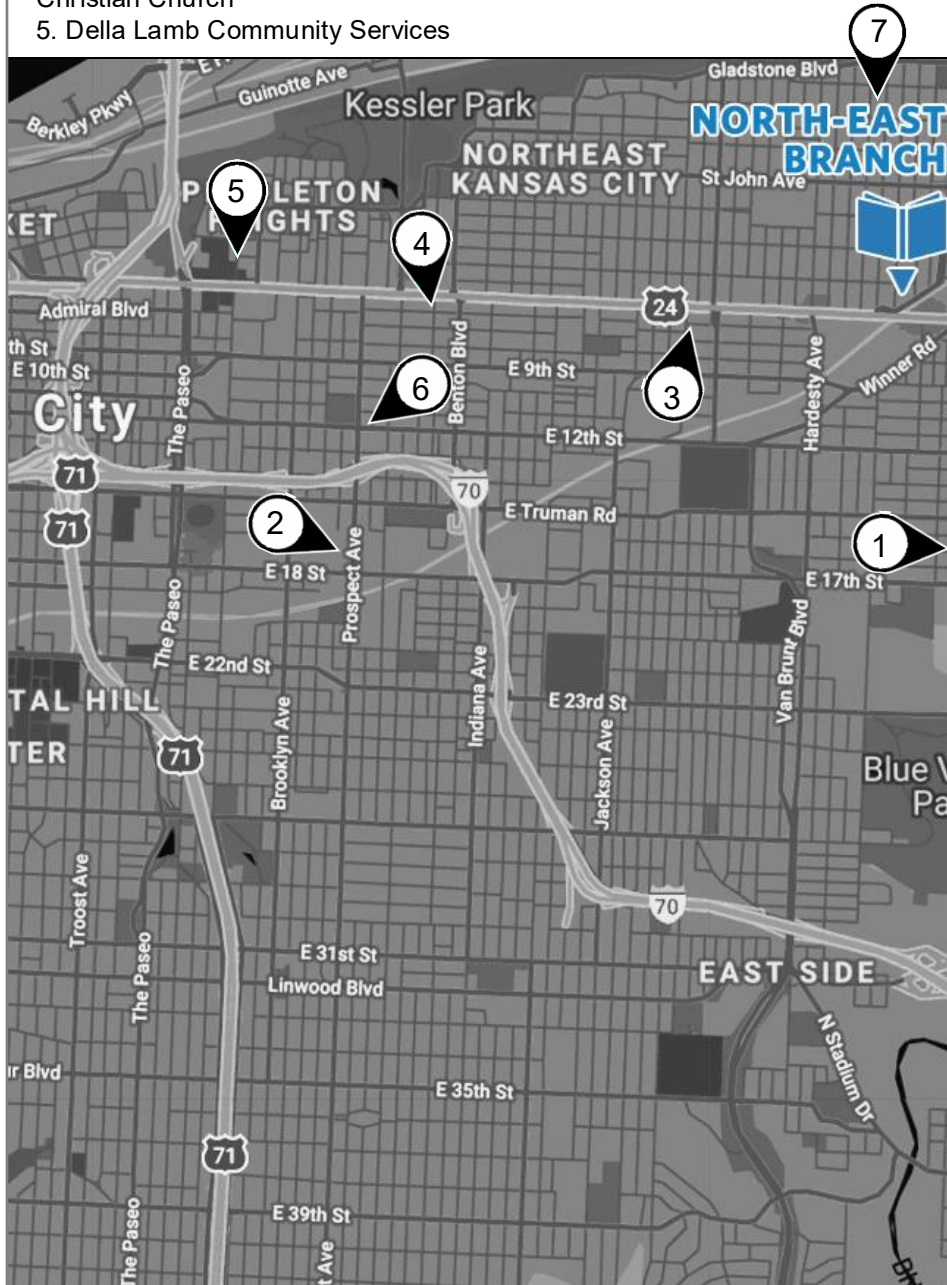 Christian Church
5. Della Lamb Community Services
7
Gladstone Blvd
Guinotte Ave
Berkley Pkwy
Kessler Park
NORTH-EAST
BRANCH
NORTHEAST
KANSAS CITY
St John Ave
5
P LETON
IGHTS
KET
4
24
Admiral Blvd
th St
E 10th St
Benton Blvd
E 9th St
3
Hardesty Ave
Winner Rd
6
City
The Paseo
E 12th St
71
70
71
2
E Truman Rd
1
E 18 St
Prospect Ave
E 17th St
The Paseo
E 22nd St
Van Brunt Blvd
TAL HILL
Indiana Ave
E 23rd St
TER
71
Brooklyn Ave
Jackson Ave
Blue V
Pa
Troost Ave
70
The Paseo
E 31st St
Linwood Blvd
EAST SIDE
N Stadium Dr
ur Blvd
E 35th St
71
The Paseo
E 39th St
t Ave